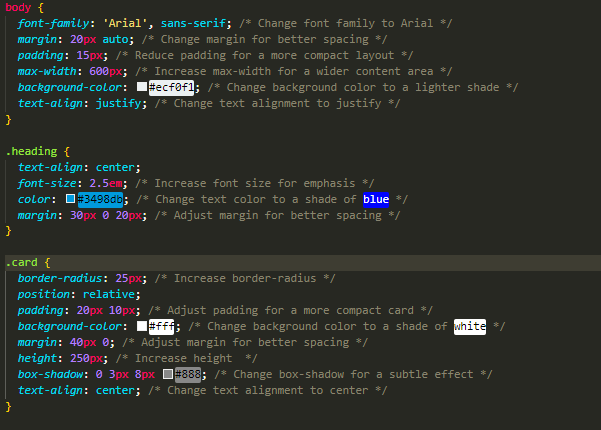 body {
font-family: 'Arial', sans-serif; /* Change font family to Arial */
margin: 20px auto; /* Change margin for better spacing */
padding: 15px; /* Reduce padding for a more compact layout */
max-width: 600px; /* Increase max-width for a wider content area */
background-color: #ecf0f1; /* Change background color to a lighter shade */
text-align: justify; /* Change text alignment to justify */
}
.heading {
text-align: center;
font-size: 2.5em; /* Increase font size for emphasis */
color: #3498db; /* Change text color to a shade of blue */
margin: 30px 0 20px; /* Adjust margin for better spacing */
}
.card {
border-radius: 25px; /* Increase border-radius */
position: relative;
padding: 20px 10px; /* Adjust padding for a more compact card */
background-color: #fff; /* Change background color to a shade of white */
margin: 40px 0; /* Adjust margin for better spacing */
height: 250px; /* Increase height  */
box-shadow: 0 3px 8px #888; /* Change box-shadow for a subtle effect */
text-align: center; /* Change text alignment to center */
}